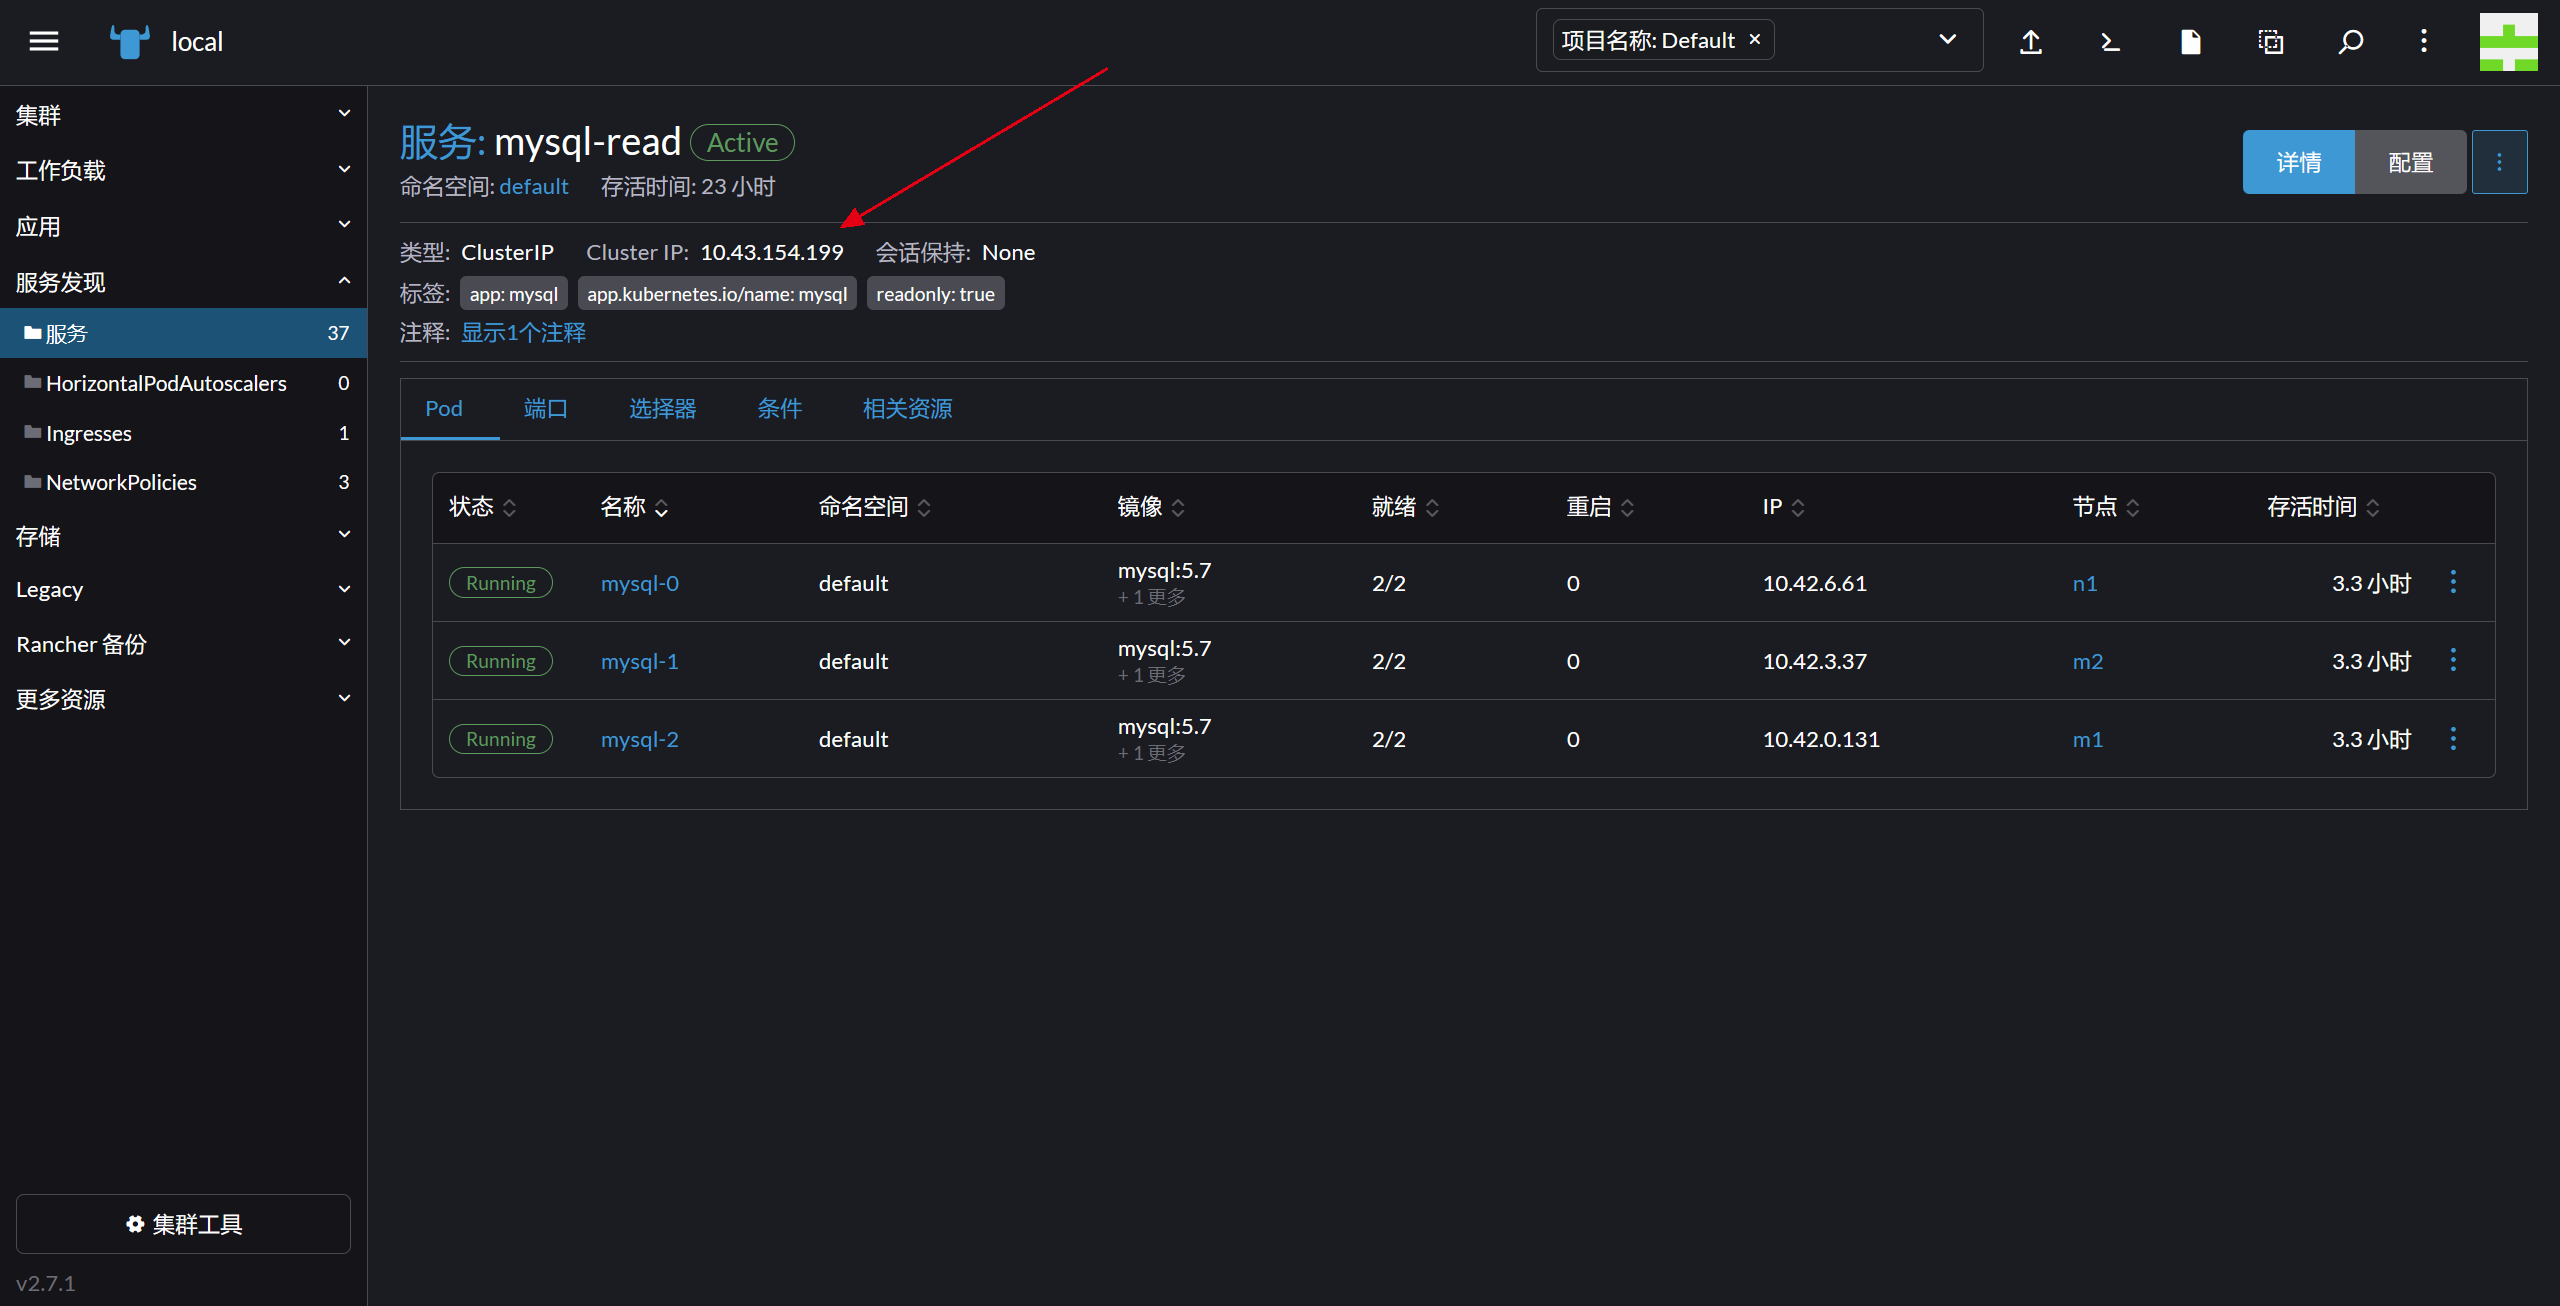 local
项目名称: Default ×
集群
工作负载
应用
服务发现
服务 37
HorizontalPodAutoscalers 0
Ingresses 1
NetworkPolicies 3
存储
Legacy
Rancher 备份
更多资源
集群工具
v2.7.1
服务: mysql-read Active
命名空间: default 存活时间: 23 小时
详情 配置
类型: ClusterIP Cluster IP: 10.43.154.199 会话保持: None
标签: app: mysql app.kubernetes.io/name: mysql readonly: true
注释: 显示1个注释
Pod 端口 选择器 条件 相关资源
状态 名称 命名空间 镜像 就绪 重启 IP 节点 存活时间
Running mysql-0 default mysql:5.7 2/2 0 10.42.6.61 n1 3.3 小时
+ 1 更多
Running mysql-1 default mysql:5.7 2/2 0 10.42.3.37 m2 3.3 小时
+ 1 更多
Running mysql-2 default mysql:5.7 2/2 0 10.42.0.131 m1 3.3 小时
+ 1 更多